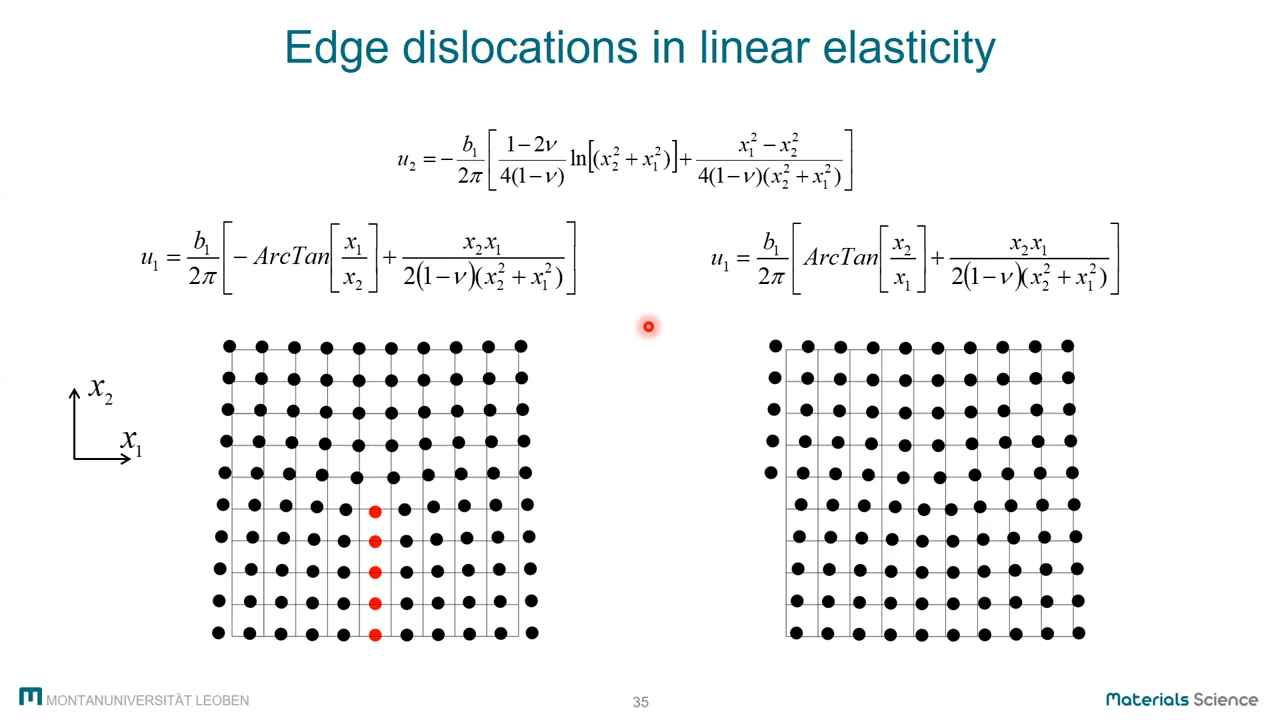 Edge dislocations in linear elasticity
u₂ = − b₁/2π [ (1−2ν)/(4(1−ν)) ln[(x₂² + x₁²)] + (x₁² − x₂²)/(4(1−ν)(x₂² + x₁²)) ]
u₁ = b₁/2π [ − ArcTan[x₁/x₂] + x₂x₁/(2(1−ν)(x₂² + x₁²)) ]
u₁ = b₁/2π [ ArcTan[x₂/x₁] + x₂x₁/(2(1−ν)(x₂² + x₁²)) ]
x₂
x₁
MONTANUNIVERSITÄT LEOBEN
35
Materials Science